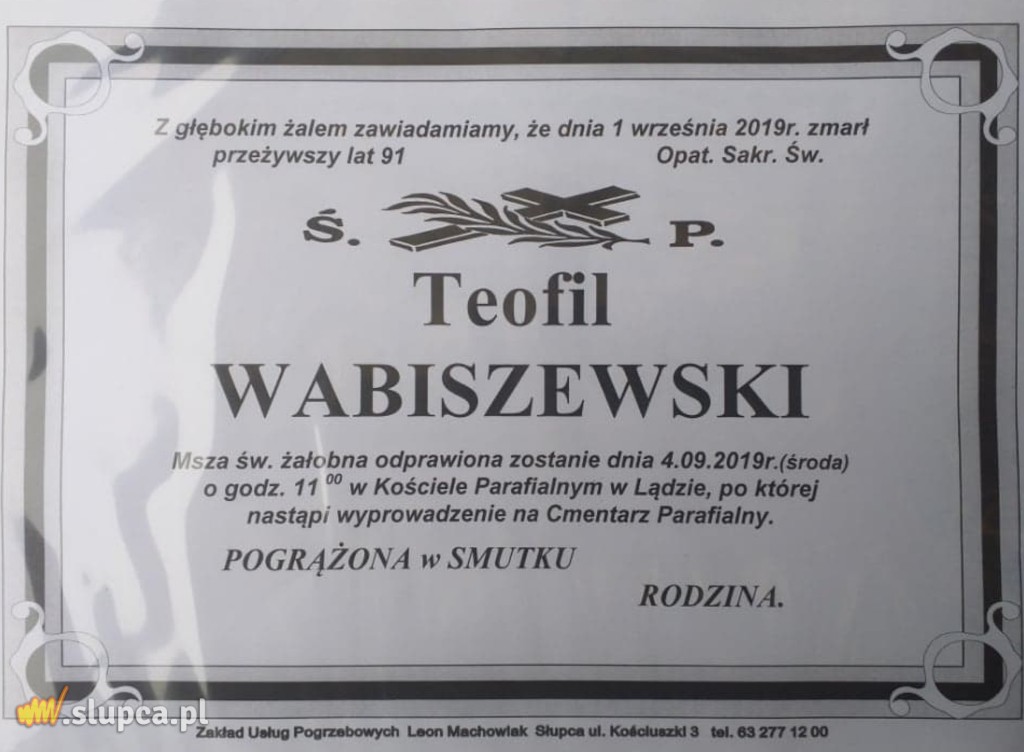 Z głębokim żalem zawiadamiamy, że dnia 1 września 2019r. zmarł
przeżywszy lat 91 Opat. Sakr. Św.
Ś. P.
Teofil
WABISZEWSKI
Msza św. żałobna odprawiona zostanie dnia 4.09.2019r.(środa)
o godz. 11 00 w Kościele Parafialnym w Lądzie, po której
nastąpi wyprowadzenie na Cmentarz Parafialny.
POGRĄŻONA w SMUTKU
RODZINA.
www.slupca.pl
Zakład Usług Pogrzebowych Leon Machowiak Słupca ul. Kościuszki 3 tel. 63 277 12 00